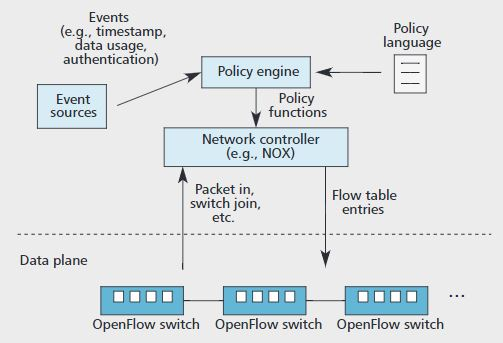 Events
(e.g., timestamp,
data usage,
authentication)
Policy
language
Policy engine
Event
sources
Policy
functions
Network controller
(e.g., NOX)
Packet in,
switch join,
etc.
Flow table
entries
Data plane
...
OpenFlow switch
OpenFlow switch
OpenFlow switch